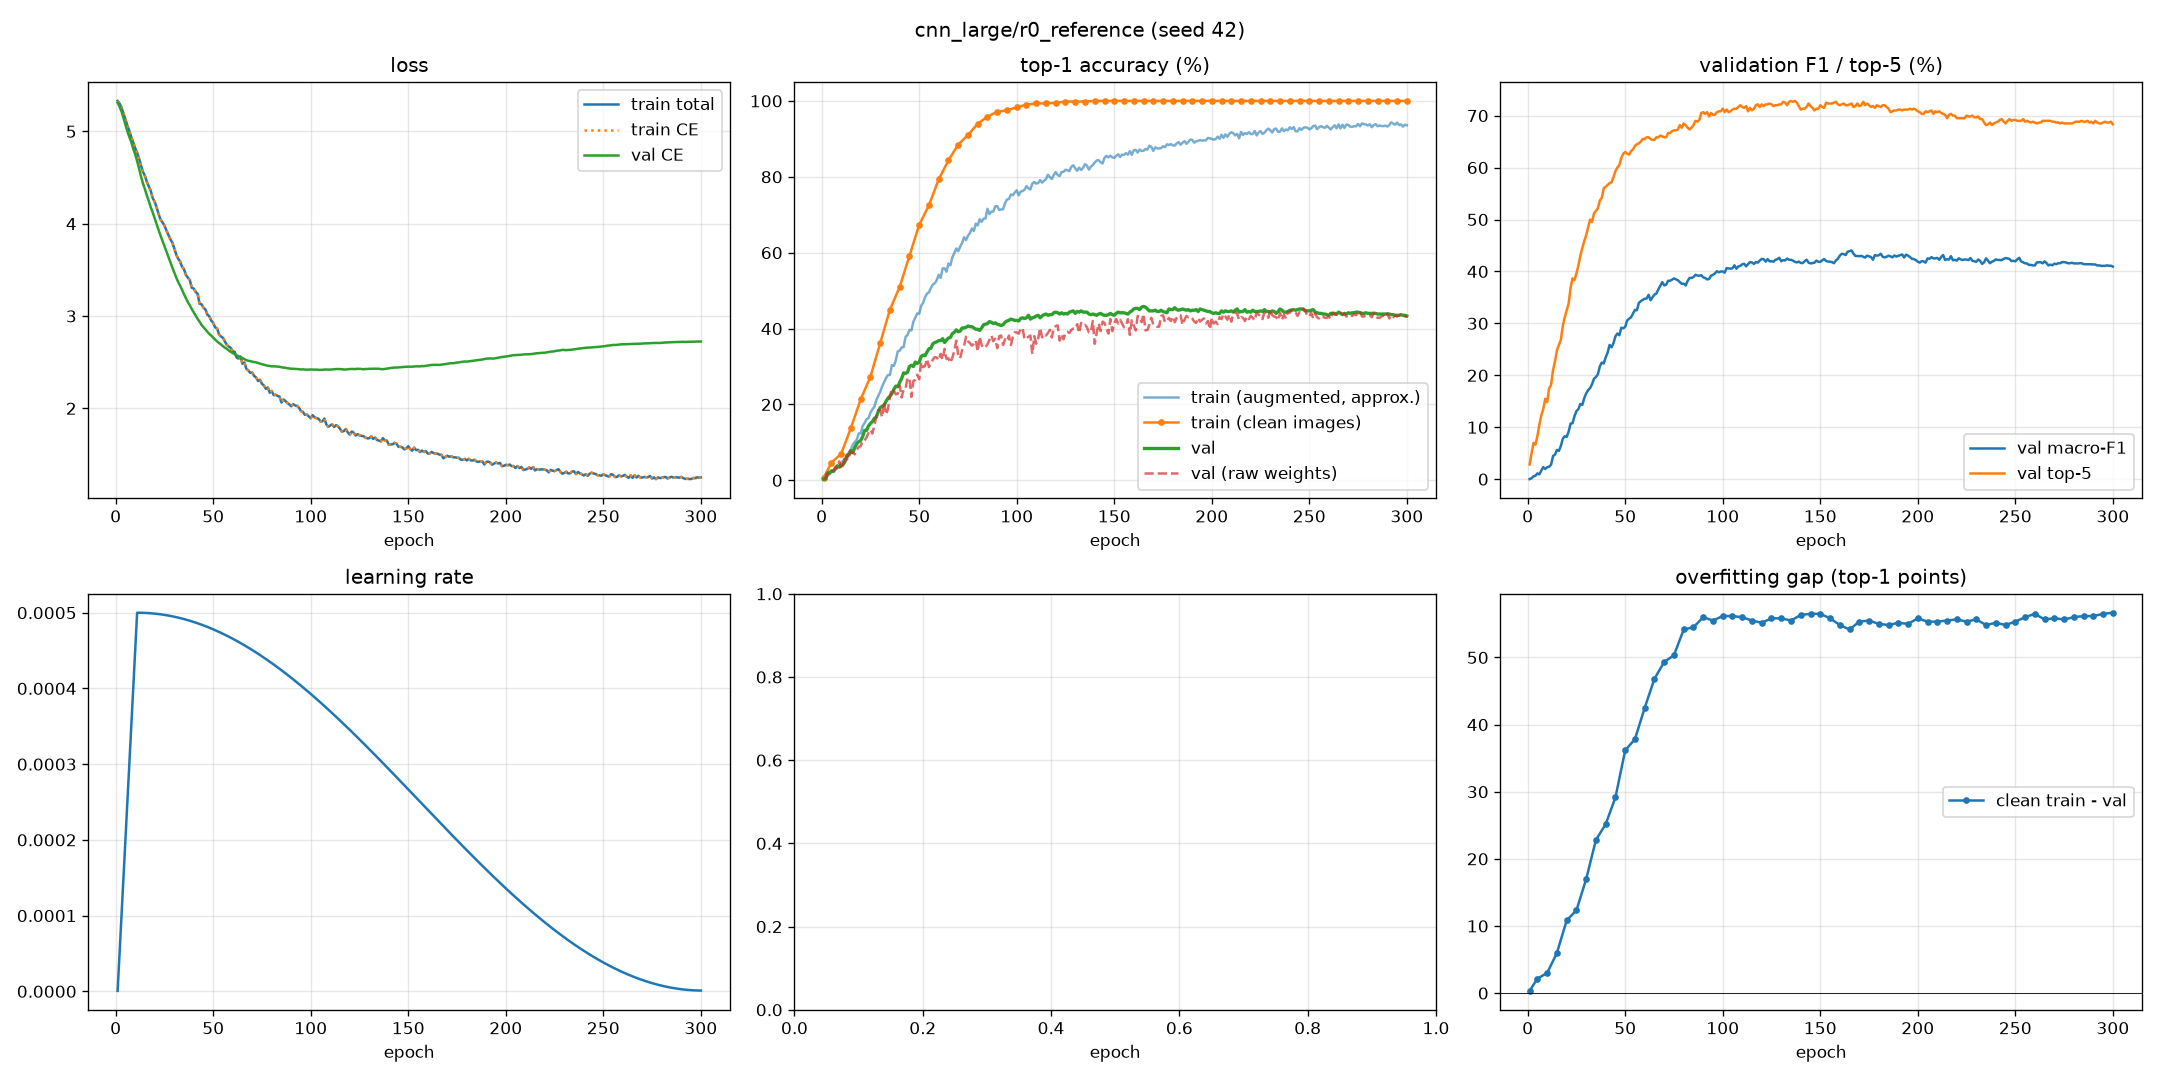 cnn_large/r0_reference (seed 42)
loss
5
4
3
2
train total
train CE
val CE
0 50 100 150 200 250 300
epoch
top-1 accuracy (%)
100
80
60
40
20
0
train (augmented, approx.)
train (clean images)
val
val (raw weights)
0 50 100 150 200 250 300
epoch
validation F1 / top-5 (%)
70
60
50
40
30
20
10
0
val macro-F1
val top-5
0 50 100 150 200 250 300
epoch
learning rate
0.0005
0.0004
0.0003
0.0002
0.0001
0.0000
0 50 100 150 200 250 300
epoch
1.0
0.8
0.6
0.4
0.2
0.0
0.0 0.2 0.4 0.6 0.8 1.0
epoch
overfitting gap (top-1 points)
50
40
30
20
10
0
clean train - val
0 50 100 150 200 250 300
epoch